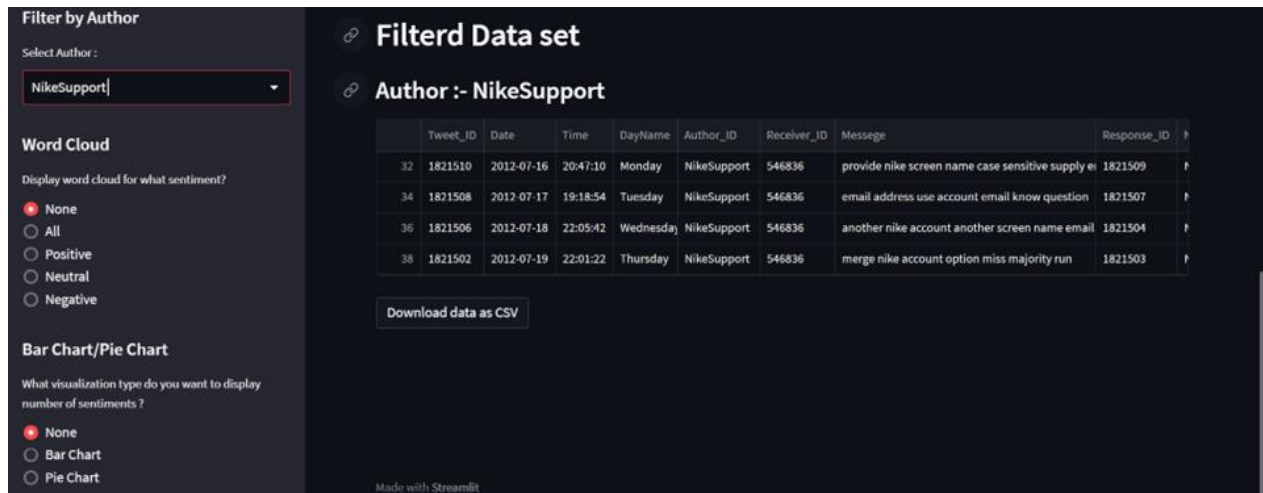 Filter by Author
Select Author :
NikeSupport
Word Cloud
Display word cloud for what sentiment?
None
All
Positive
Neutral
Negative
Bar Chart/Pie Chart
What visualization type do you want to display
number of sentiments ?
None
Bar Chart
Pie Chart
Filterd Data set
Author :- NikeSupport
Tweet_ID Date Time DayName Author_ID Receiver_ID Messege Response_ID
32 1821510 2012-07-16 20:47:10 Monday NikeSupport 546836 provide nike screen name case sensitive supply 1821509
34 1821508 2012-07-17 19:18:54 Tuesday NikeSupport 546836 email address use account email know question 1821507
36 1821506 2012-07-18 22:05:42 Wednesday NikeSupport 546836 another nike account another screen name email 1821504
38 1821502 2012-07-19 22:01:22 Thursday NikeSupport 546836 merge nike account option miss majority run 1821503
Download data as CSV
Made with Streamlit